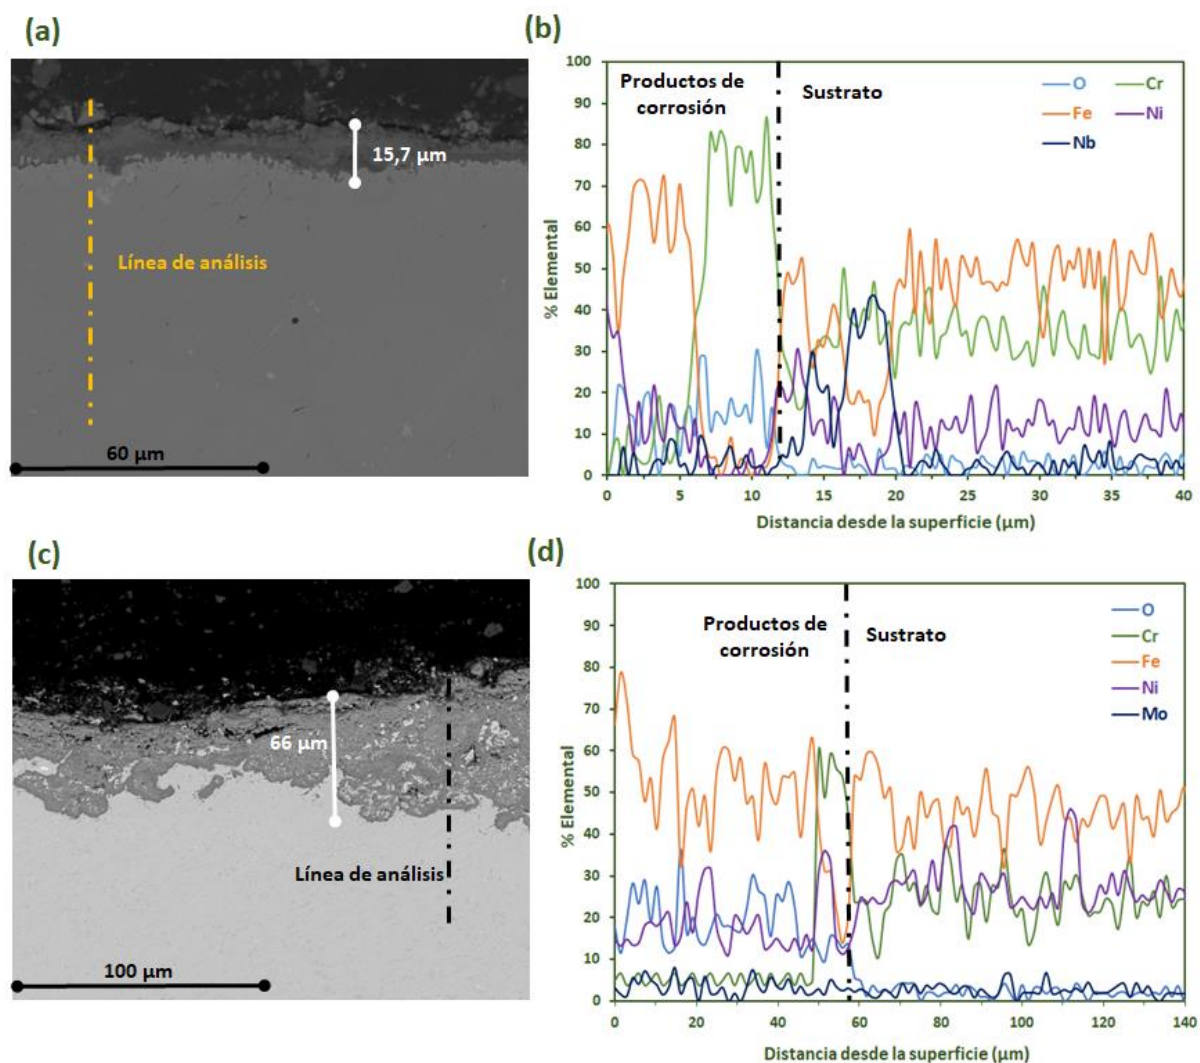 (a)
15,7 µm
Línea de análisis
60 µm
(b)
100
90
80
70
60
50
40
30
20
10
0
% Elemental
Productos de
corrosión
Sustrato
O
Cr
Fe
Ni
Nb
0 5 10 15 20 25 30 35 40
Distancia desde la superficie (µm)
(c)
66 µm
Línea de análisis
100 µm
(d)
100
90
80
70
60
50
40
30
20
10
0
% Elemental
Productos de
corrosión
Sustrato
O
Cr
Fe
Ni
Mo
0 20 40 60 80 100 120 140
Distancia desde la superficie (µm)